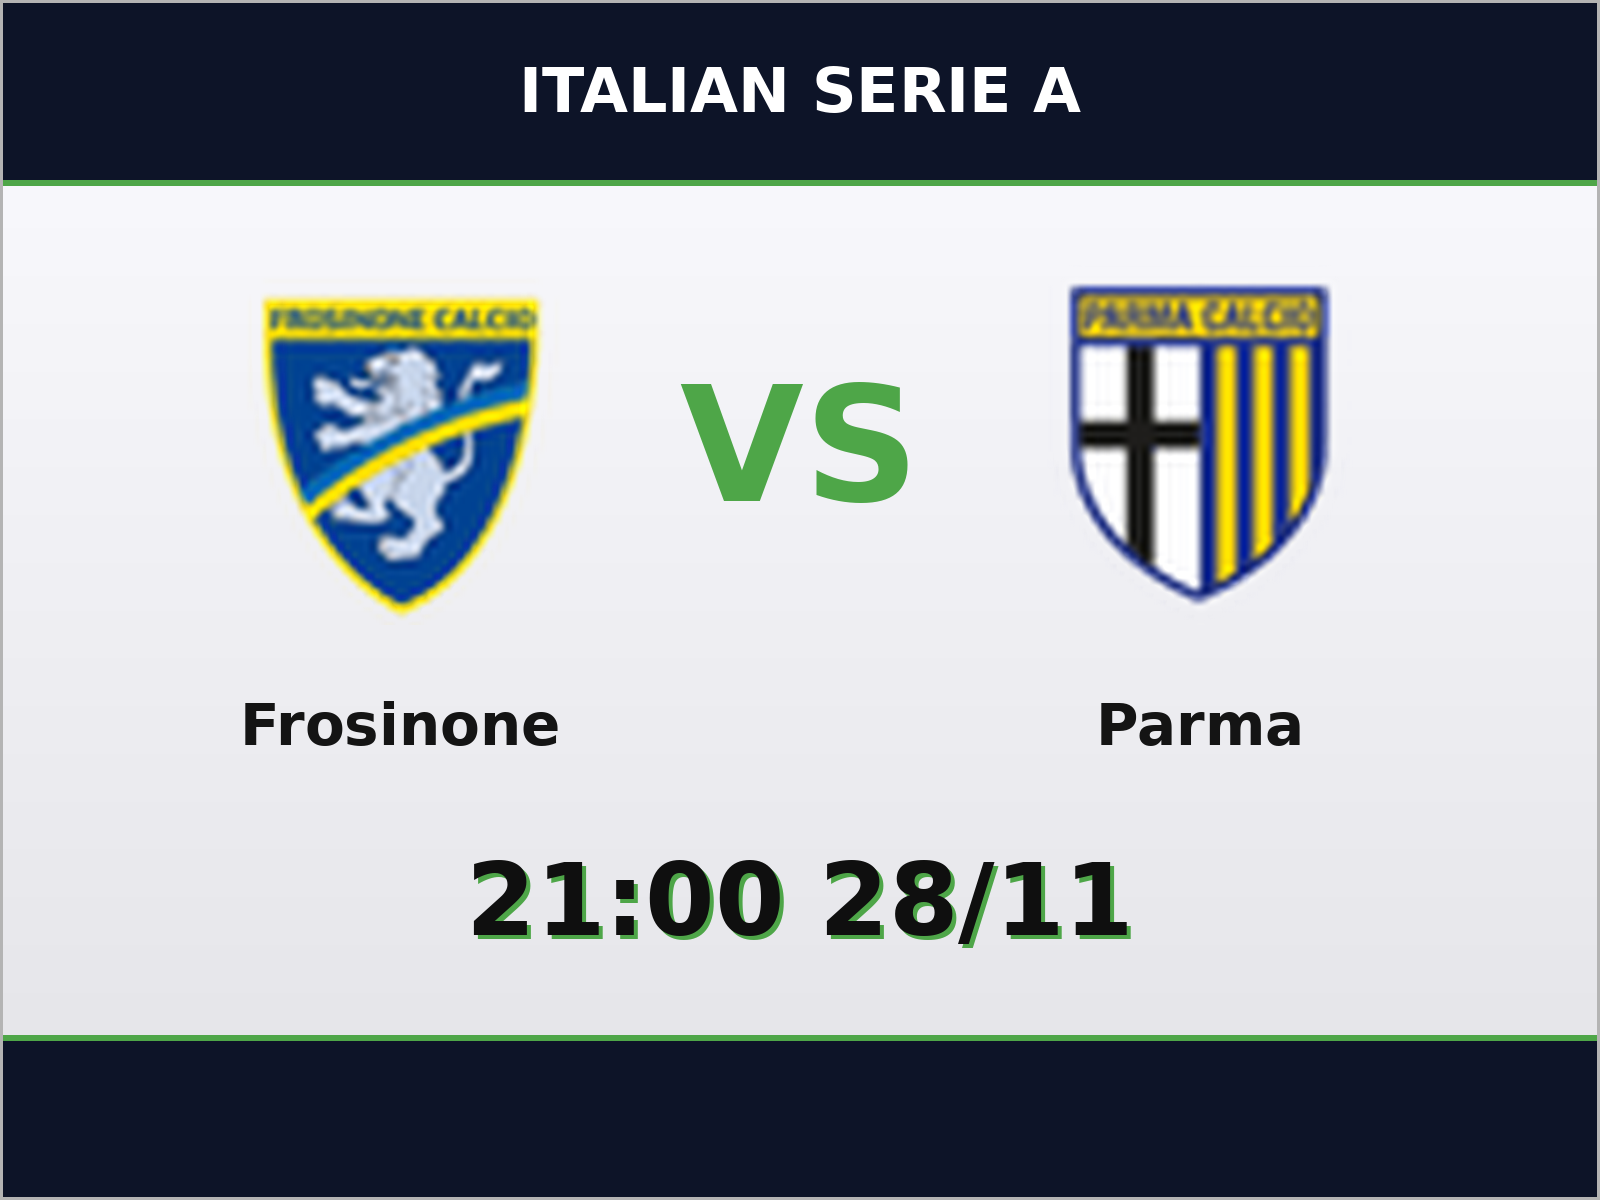 ITALIAN SERIE A
FROSINONE CALCIO
PARMA CALCIO
VS
Frosinone
Parma
21:00 28/11